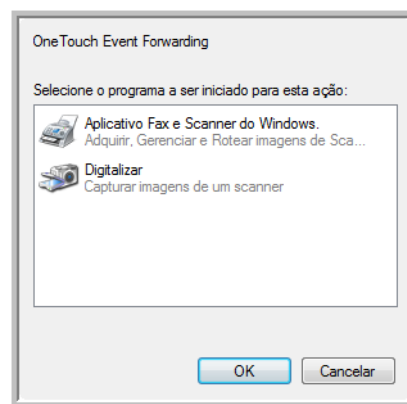 OneTouch Event Forwarding
Selecione o programa a ser iniciado para esta ação:
Aplicativo Fax e Scanner do Windows.
Adquirir, Gerenciar e Rotear imagens de Sca...
Digitalizar
Capturar imagens de um scanner
OK
Cancelar